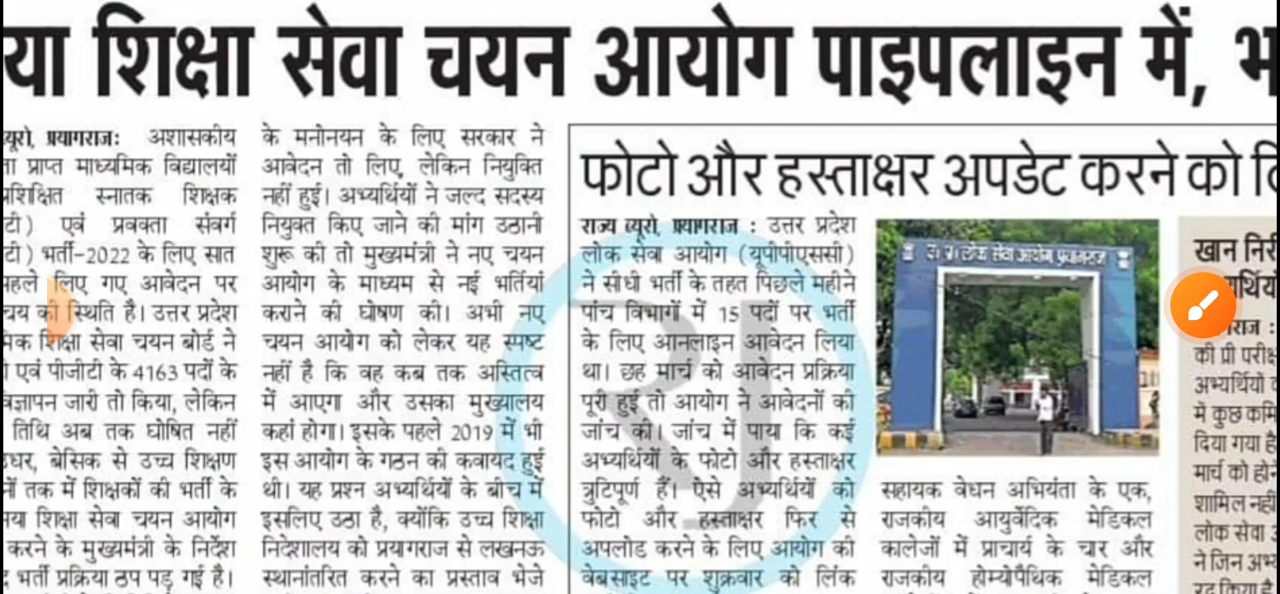 या शिक्षा सेवा चयन आयोग पाइपलाइन में, भ
यूरो, प्रयागराज: अशासकीय
ता प्राप्त माध्यमिक विद्यालयों
प्रशिक्षित स्नातक शिक्षक
टी) एवं प्रवक्ता संवर्ग
टी) भर्ती-2022 के लिए सात
पहले लिए गए आवेदन पर
चय की स्थिति है। उत्तर प्रदेश
मिक शिक्षा सेवा चयन बोर्ड ने
एवं पीजीटी के 4163 पदों के
वज्ञापन जारी तो किया, लेकिन
तिथि अब तक घोषित नहीं
उधर, बेसिक से उच्च शिक्षण
नों तक में शिक्षकों की भर्ती के
नया शिक्षा सेवा चयन आयोग
करने के मुख्यमंत्री के निर्देश
द भर्ती प्रक्रिया ठप पड़ गई है।
के मनोनयन के लिए सरकार ने
आवेदन तो लिए, लेकिन नियुक्ति
नहीं हुई। अभ्यर्थियों ने जल्द सदस्य
नियुक्त किए जाने की मांग उठानी
शुरू की तो मुख्यमंत्री ने नए चयन
आयोग के माध्यम से नई भर्तियां
कराने की घोषण की। अभी नए
चयन आयोग को लेकर यह स्पष्ट
नहीं है कि वह कब तक अस्तित्व
में आएगा और उसका मुख्यालय
कहां होगा। इसके पहले 2019 में भी
इस आयोग के गठन की कवायद हुई
थी। यह प्रश्न अभ्यर्थियों के बीच में
इसलिए उठा है, क्योंकि उच्च शिक्षा
निदेशालय को प्रयागराज से लखनऊ
स्थानांतरित करने का प्रस्ताव भेजे
फोटो और हस्ताक्षर अपडेट करने को
राज्य ब्यूरो, प्रयागराज : उत्तर प्रदेश
लोक सेवा आयोग (यूपीपीएससी)
ने सीधी भर्ती के तहत पिछले महीने
पांच विभागों में 15 पदों पर भर्ती
के लिए आनलाइन आवेदन लिया
था। छह मार्च को आवेदन प्रक्रिया
पूरी हुई तो आयोग ने आवेदनों की
जांच की। जांच में पाया कि कई
अभ्यर्थियों के फोटो और हस्ताक्षर
त्रुटिपूर्ण हैं। ऐसे अभ्यर्थियों को
फोटो और हस्ताक्षर फिर से
अपलोड करने के लिए आयोग की
वेबसाइट पर शुक्रवार को लिंक
उ. प्र. लोक सेवा आयोग प्रयागराज
सहायक वेधन अभियंता के एक,
राजकीय आयुर्वेदिक मेडिकल
कालेजों में प्राचार्य के चार और
राजकीय होम्योपैथिक मेडिकल
खान निरी
र्थिय
राज :
की प्री परीक्ष
अभ्यर्थियों
में कुछ कमि
दिया गया है
मार्च को होने
शामिल नहीं
लोक सेवा
ने जिन अभ्य
रद किया है
RJ